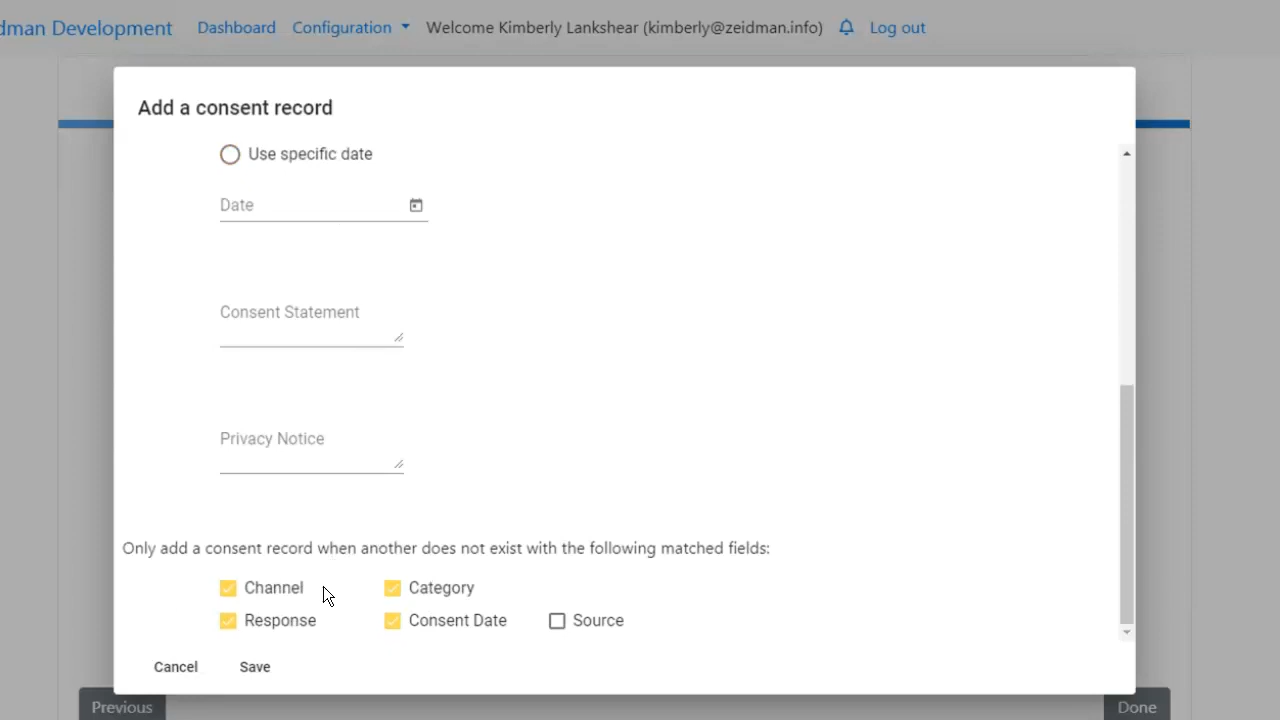 dman Development Dashboard Configuration Welcome Kimberly Lankshear (kimberly@zeidman.info) Log out
Add a consent record
Use specific date
Date
Consent Statement
Privacy Notice
Only add a consent record when another does not exist with the following matched fields:
Channel Category
Response Consent Date Source
Cancel Save
Previous Done